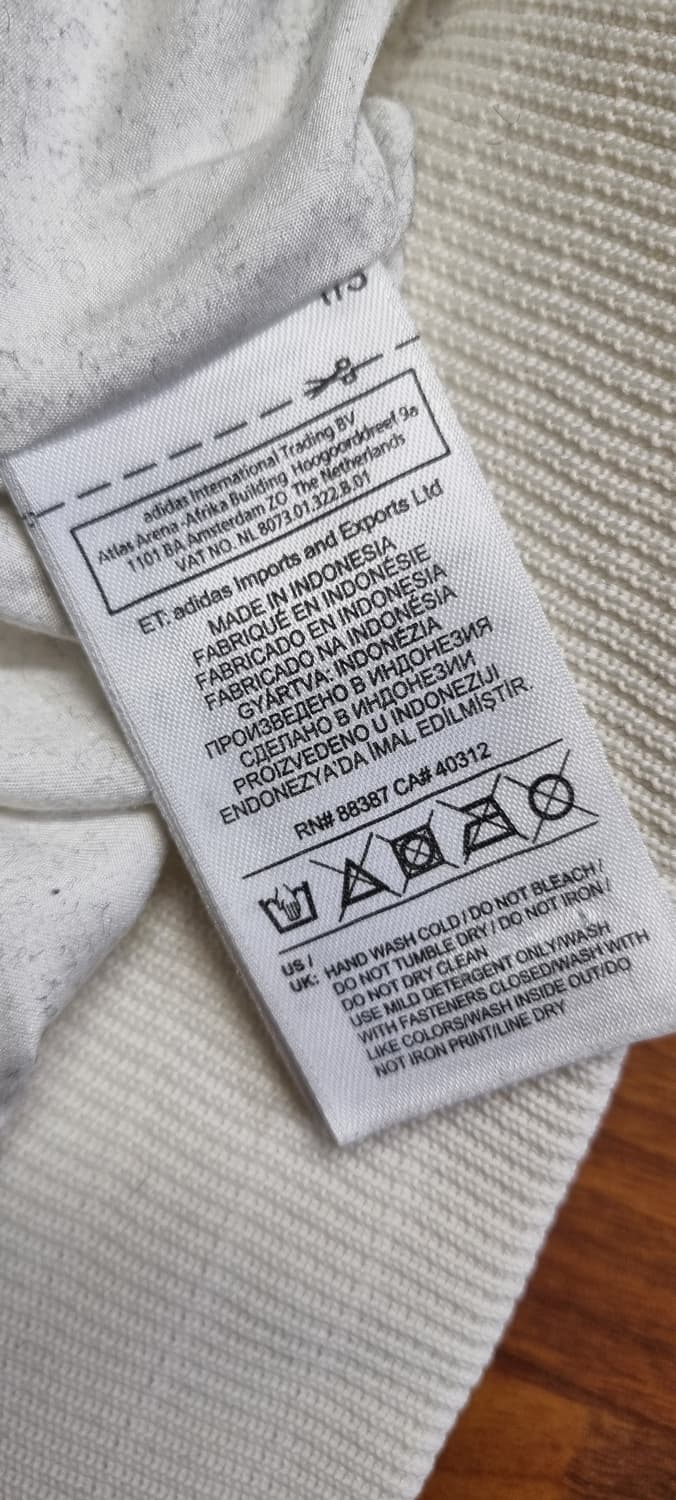 adidas International Trading BV
Atlas Arena -Afrika Building Hoogoorddreef 9a
1101 BA Amsterdam ZO The Netherlands
VAT NO. NL 8073.01.322.B.01
ET: adidas Imports and Exports Ltd
MADE IN INDONESIA
FABRIQUÉ EN INDONÉSIE
FABRICADO EN INDONESIA
FABRICADO NA INDONÉSIA
GYÁRTVA: INDONÉZIA
ПРОИЗВЕДЕНО В ИНДОНЕЗИЯ
СДЕЛАНО В ИНДОНЕЗИИ
PROIZVEDENO U INDONEZIJI
ENDONEZYA'DA İMAL EDİLMİŞTİR.
RN# 88387 CA# 40312
US / UK: HAND WASH COLD / DO NOT BLEACH /
DO NOT TUMBLE DRY / DO NOT IRON /
DO NOT DRY CLEAN
USE MILD DETERGENT ONLY/WASH
WITH FASTENERS CLOSED/WASH WITH
LIKE COLORS/WASH INSIDE OUT/DO
NOT IRON PRINT/LINE DRY